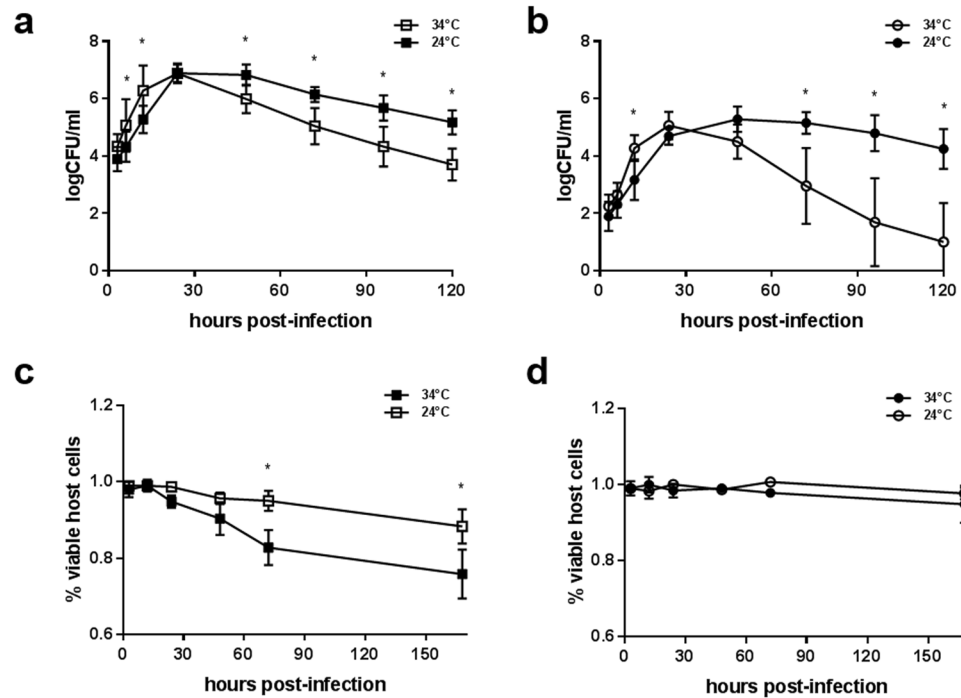 a
34°C
24°C
*
*
*
*
*
*
8
6
4
2
0
logCFU/ml
0
30
60
90
120
hours post-infection
b
34°C
24°C
*
*
*
*
8
6
4
2
0
logCFU/ml
0
30
60
90
120
hours post-infection
c
34°C
24°C
*
*
1.2
1.0
0.8
0.6
% viable host cells
0
30
60
90
120
150
hours post-infection
d
34°C
24°C
1.2
1.0
0.8
0.6
% viable host cells
0
30
60
90
120
150
hours post-infection